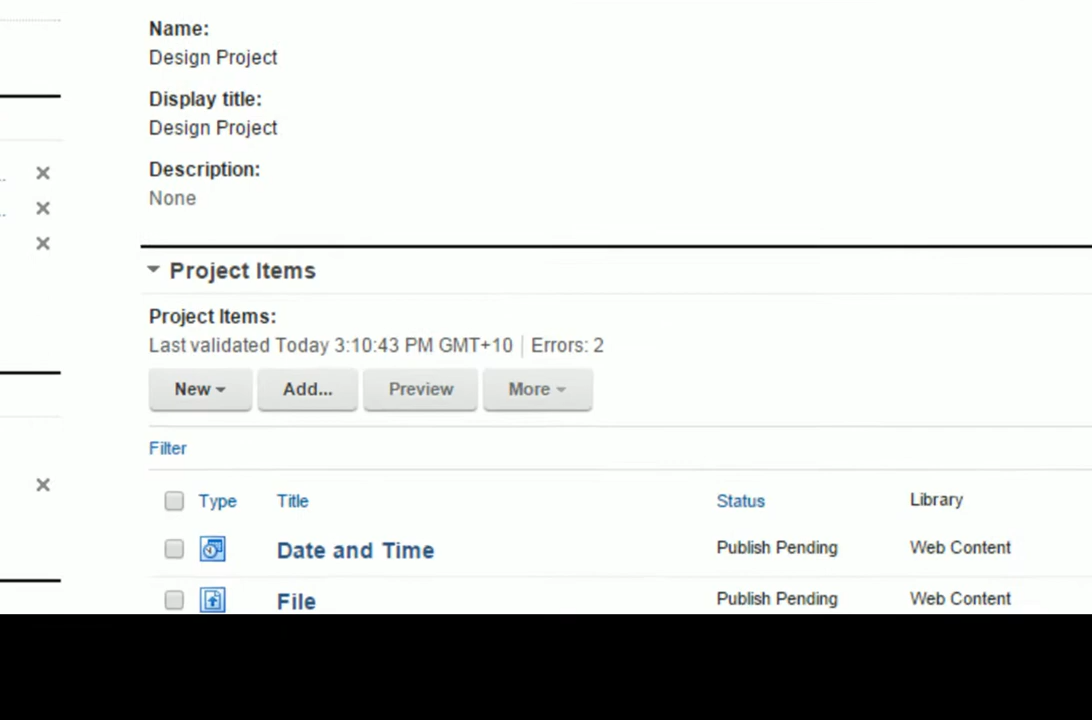 Name:
Design Project
Display title:
Design Project
Description:
None
Project Items
Project Items:
Last validated Today 3:10:43 PM GMT+10 | Errors: 2
New Add... Preview More
Filter
Type Title Status Library
Date and Time Publish Pending Web Content
File Publish Pending Web Content